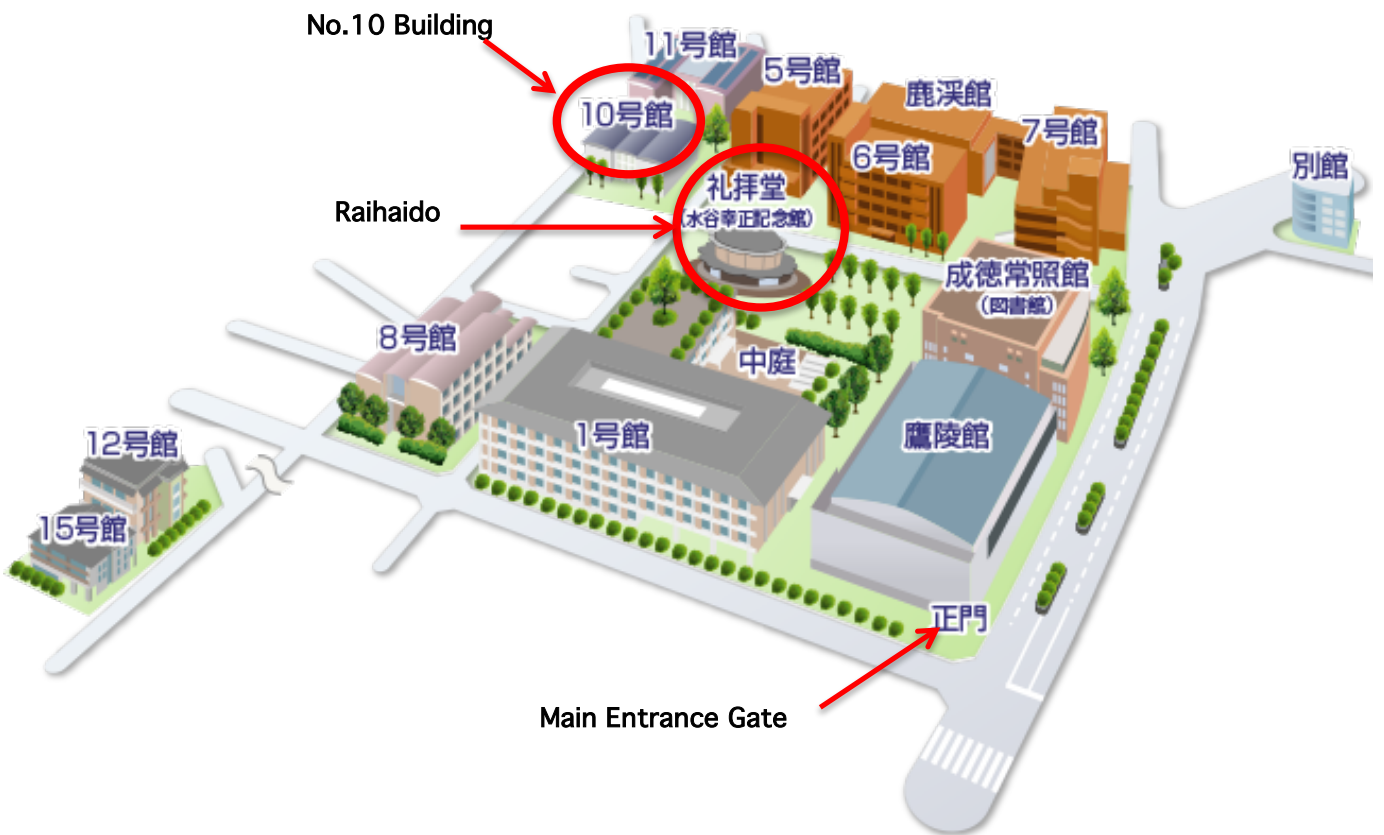 No.10 Building
11号館
5号館
鹿渓館
10号館
7号館
6号館
別館
礼拝堂
(水谷幸正記念館)
Raihaido
成徳常照館
(図書館)
8号館
中庭
1号館
鷹陵館
12号館
15号館
正門
Main Entrance Gate